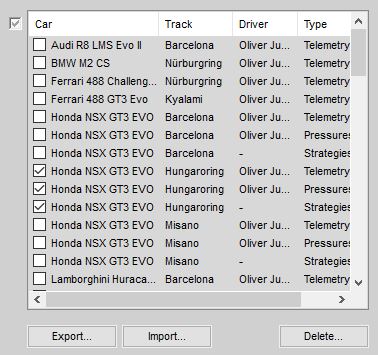 Car Track Driver Type
Audi R8 LMS Evo II Barcelona Oliver Ju... Telemetry
BMW M2 CS Nürburgring Oliver Ju... Telemetry
Ferrari 488 Challeng... Nürburgring Oliver Ju... Telemetry
Ferrari 488 GT3 Evo Kyalami Oliver Ju... Telemetry
Honda NSX GT3 EVO Barcelona Oliver Ju... Telemetry
Honda NSX GT3 EVO Barcelona Oliver Ju... Pressures
Honda NSX GT3 EVO Barcelona - Strategies
Honda NSX GT3 EVO Hungaroring Oliver Ju... Telemetry
Honda NSX GT3 EVO Hungaroring Oliver Ju... Pressures
Honda NSX GT3 EVO Hungaroring - Strategies
Honda NSX GT3 EVO Misano Oliver Ju... Telemetry
Honda NSX GT3 EVO Misano Oliver Ju... Pressures
Honda NSX GT3 EVO Misano - Strategies
Lamborghini Huraca... Barcelona Oliver Ju... Telemetry
Export... Import... Delete...